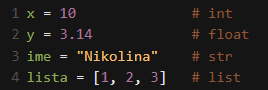 1 x = 10 # int
2 y = 3.14 # float
3 ime = "Nikolina" # str
4 lista = [1, 2, 3] # list